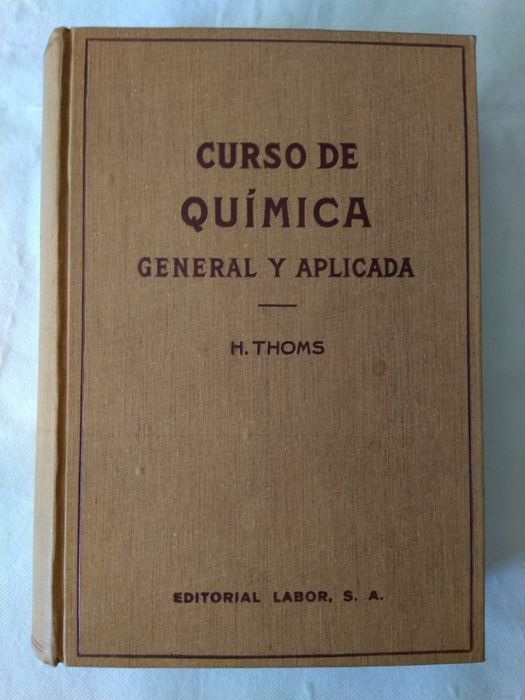 CURSO DE
QUÍMICA
GENERAL Y APLICADA
H. THOMS
EDITORIAL LABOR, S. A.